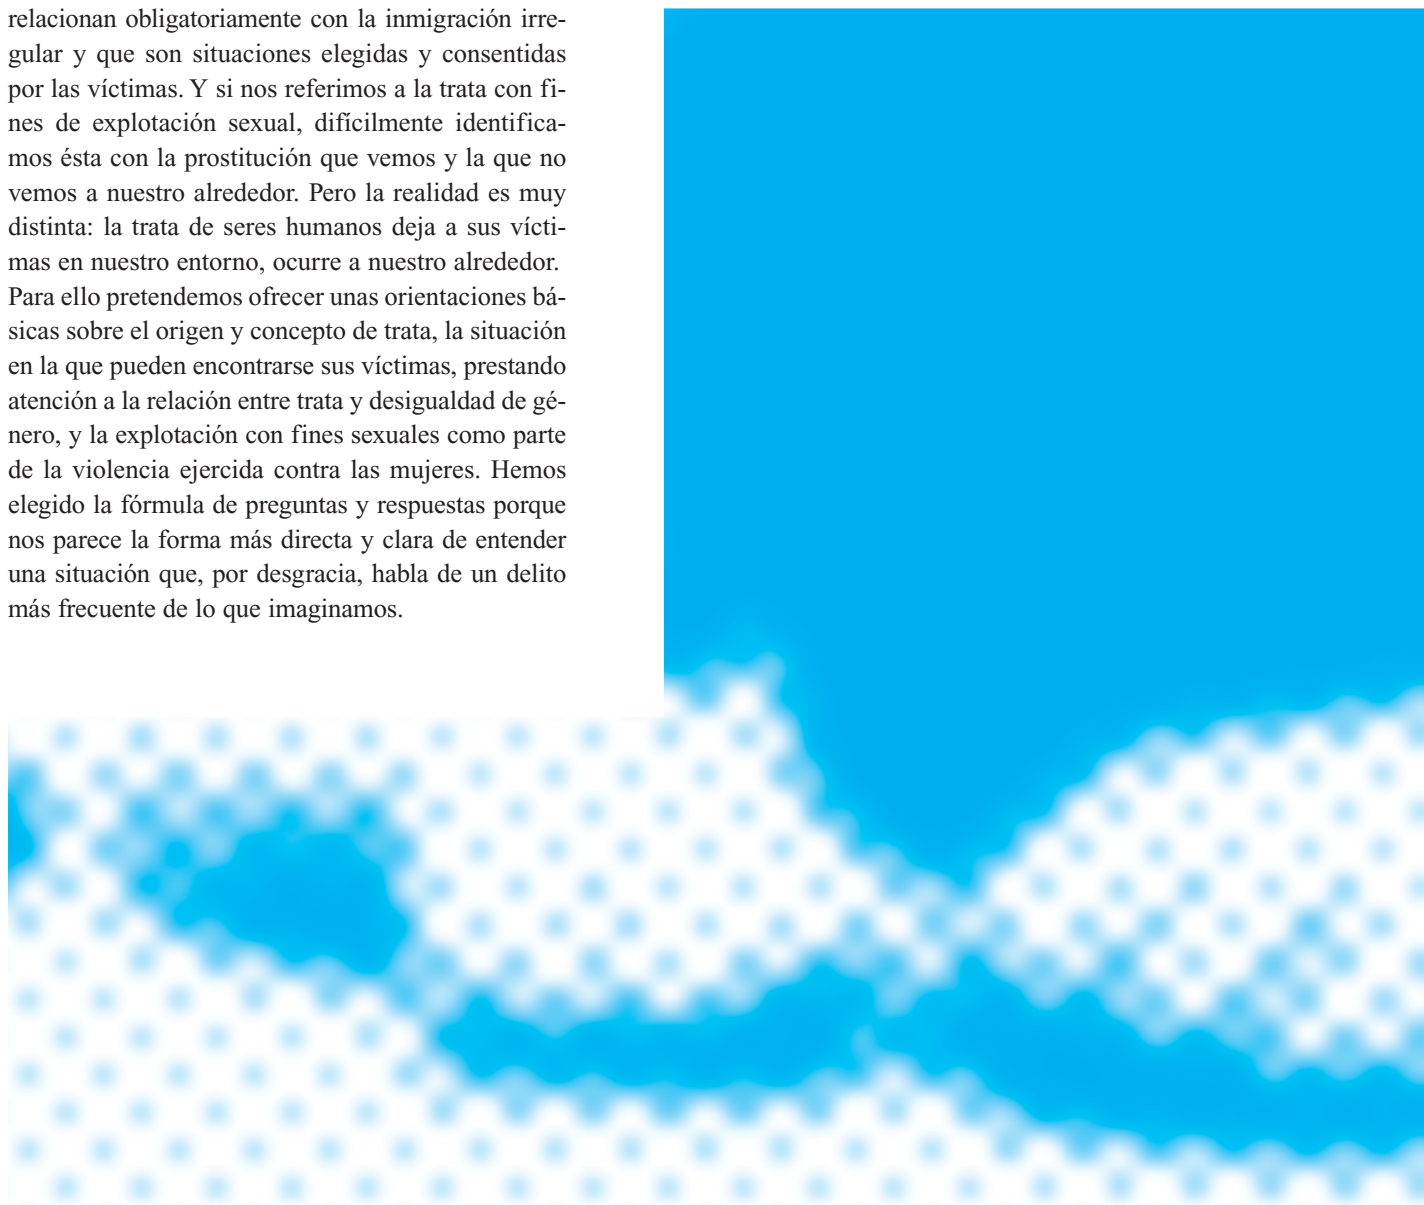 relacionan obligatoriamente con la inmigración irre-
gular y que son situaciones elegidas y consentidas
por las víctimas. Y si nos referimos a la trata con fi-
nes de explotación sexual, difícilmente identifica-
mos ésta con la prostitución que vemos y la que no
vemos a nuestro alrededor. Pero la realidad es muy
distinta: la trata de seres humanos deja a sus vícti-
mas en nuestro entorno, ocurre a nuestro alrededor.
Para ello pretendemos ofrecer unas orientaciones bá-
sicas sobre el origen y concepto de trata, la situación
en la que pueden encontrarse sus víctimas, prestando
atención a la relación entre trata y desigualdad de gé-
nero, y la explotación con fines sexuales como parte
de la violencia ejercida contra las mujeres. Hemos
elegido la fórmula de preguntas y respuestas porque
nos parece la forma más directa y clara de entender
una situación que, por desgracia, habla de un delito
más frecuente de lo que imaginamos.